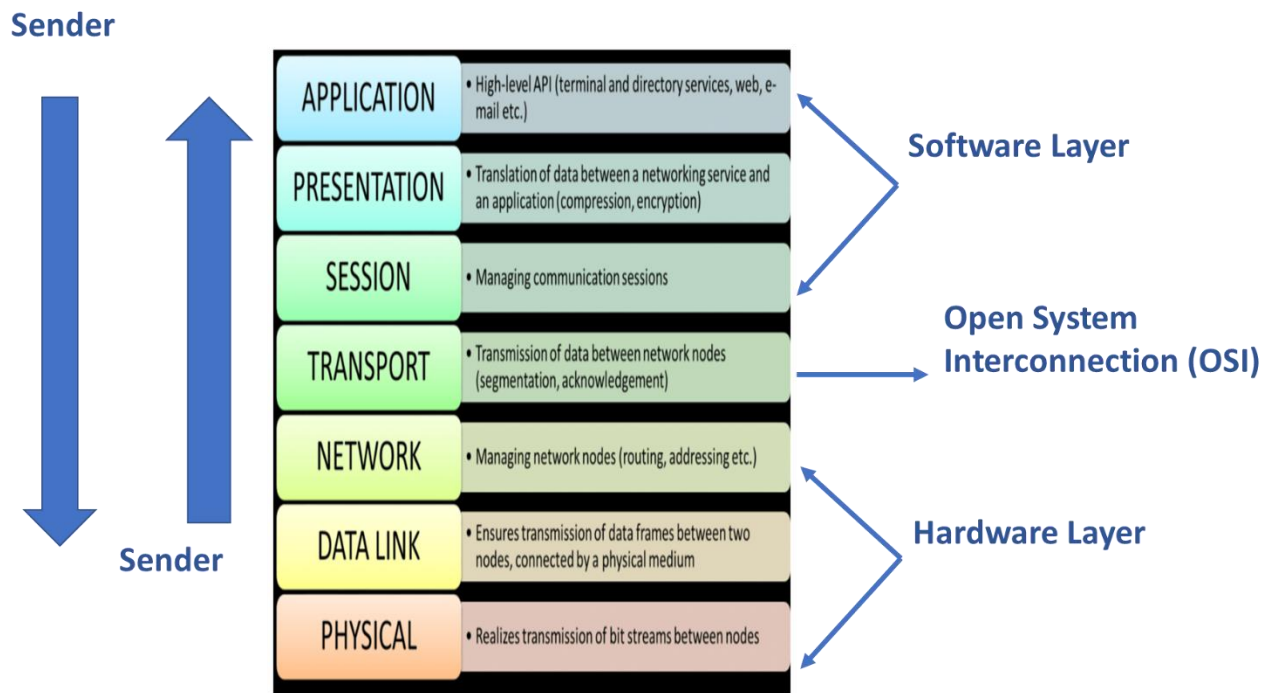 Sender
APPLICATION
• High-level API (terminal and directory services, web, e-
mail etc.)
PRESENTATION
• Translation of data between a networking service and
an application (compression, encryption)
SESSION
• Managing communication sessions
TRANSPORT
• Transmission of data between network nodes
(segmentation, acknowledgement)
NETWORK
• Managing network nodes (routing, addressing etc.)
DATA LINK
• Ensures transmission of data frames between two
nodes, connected by a physical medium
PHYSICAL
• Realizes transmission of bit streams between nodes
Sender
Software Layer
Open System
Interconnection (OSI)
Hardware Layer